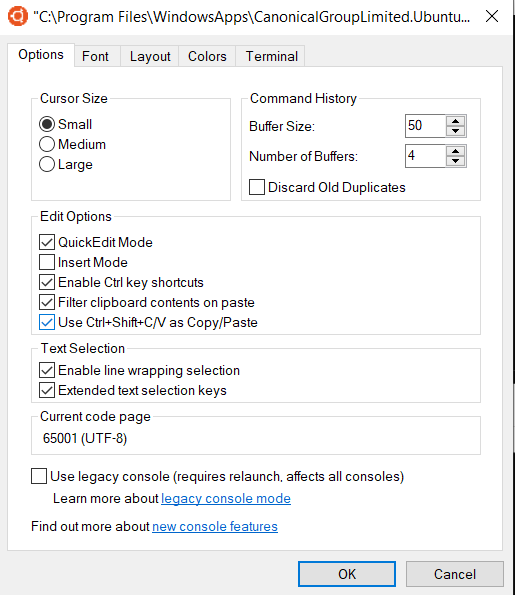 "C:\Program Files\WindowsApps\CanonicalGroupLimited.Ubuntu...
Options Font Layout Colors Terminal
Cursor Size
Small
Medium
Large
Command History
Buffer Size: 50
Number of Buffers: 4
Discard Old Duplicates
Edit Options
QuickEdit Mode
Insert Mode
Enable Ctrl key shortcuts
Filter clipboard contents on paste
Use Ctrl+Shift+C/V as Copy/Paste
Text Selection
Enable line wrapping selection
Extended text selection keys
Current code page
65001 (UTF-8)
Use legacy console (requires relaunch, affects all consoles)
Learn more about legacy console mode
Find out more about new console features
OK Cancel